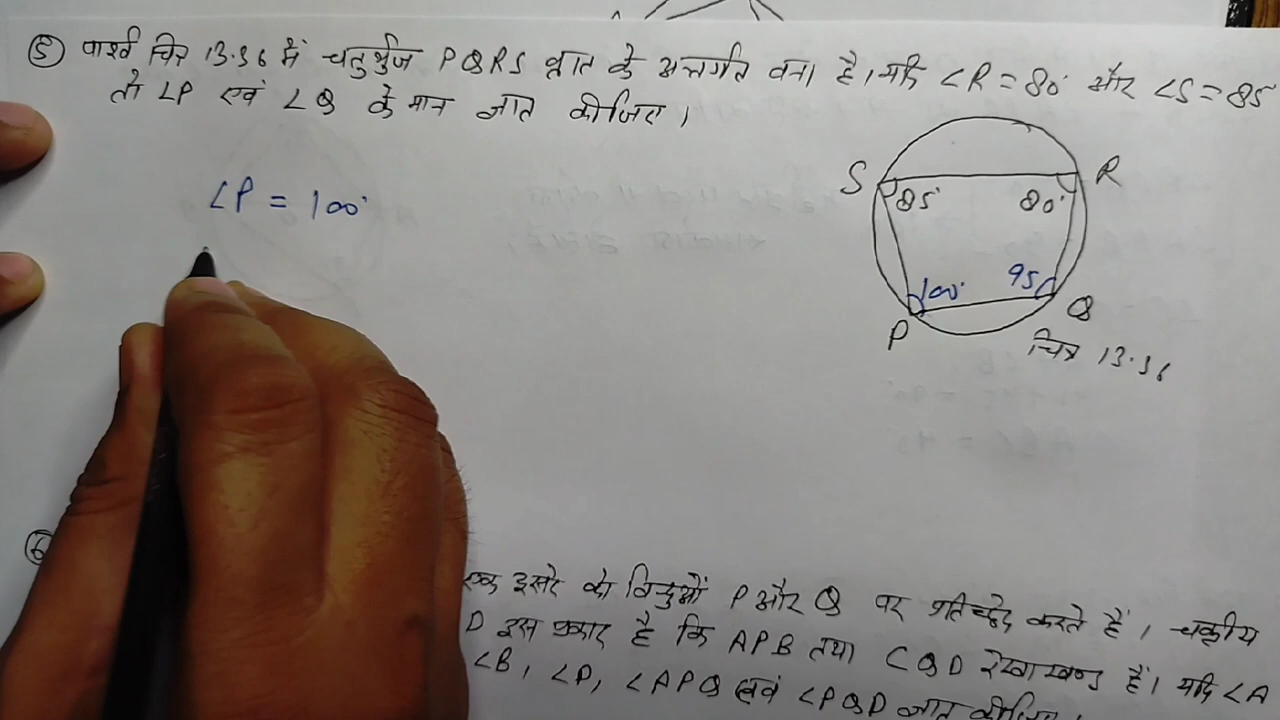 ⑤ पार्श्व चित्र 13.36 में चतुर्भुज PQRS वृत के अन्तर्गत बना है। यदि ∠R = 80° और ∠S = 85°
तो ∠P एवं ∠Q के मान ज्ञात कीजिए।
∠P = 100°
S
R
85°
80°
100°
95
P
Q
चित्र 13.36
⑥
एक दूसरे को बिन्दुओं P और Q पर प्रतिच्छेद करते हैं। चक्रीय
D इस प्रकार है कि APB तथा CQD रेखाखण्ड हैं। यदि ∠A
∠B, ∠P, ∠APQ एवं ∠PQD ज्ञात कीजिए।